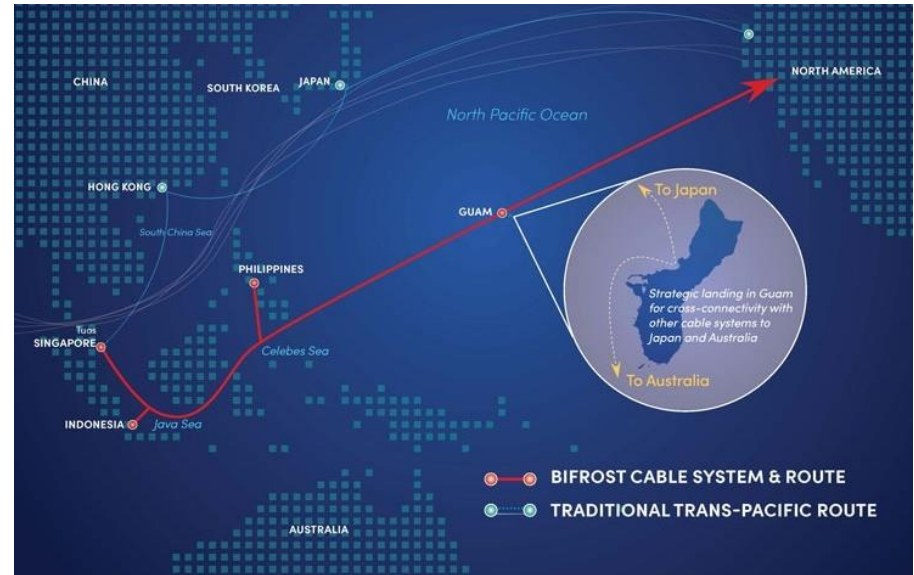 CHINA
SOUTH KOREA
JAPAN
NORTH AMERICA
North Pacific Ocean
HONG KONG
To Japan
GUAM
South China Sea
PHILIPPINES
Strategic landing in Guam
for cross-connectivity with
other cable systems to
Japan and Australia
Tuas
SINGAPORE
Celebes Sea
To Australia
INDONESIA
Java Sea
BIFROST CABLE SYSTEM & ROUTE
TRADITIONAL TRANS-PACIFIC ROUTE
AUSTRALIA